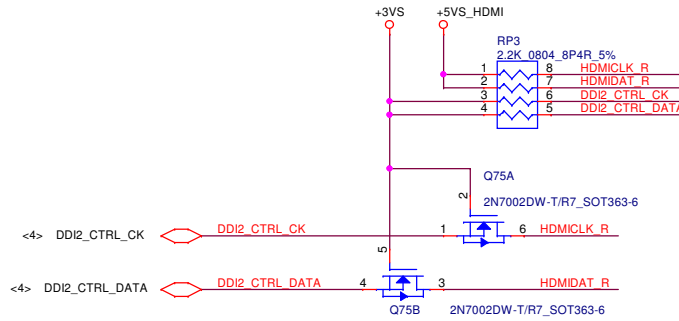 +3VS +5VS_HDMI
RP3
2.2K_0804_8P4R_5%
1 8 HDMICLK_R
2 7 HDMIDAT_R
3 6 DDI2_CTRL_CK
4 5 DDI2_CTRL_DATA
Q75A
2 2N7002DW-T/R7_SOT363-6
<4> DDI2_CTRL_CK DDI2_CTRL_CK 1 6 HDMICLK_R
5
<4> DDI2_CTRL_DATA DDI2_CTRL_DATA 4 3 HDMIDAT_R
Q75B 2N7002DW-T/R7_SOT363-6